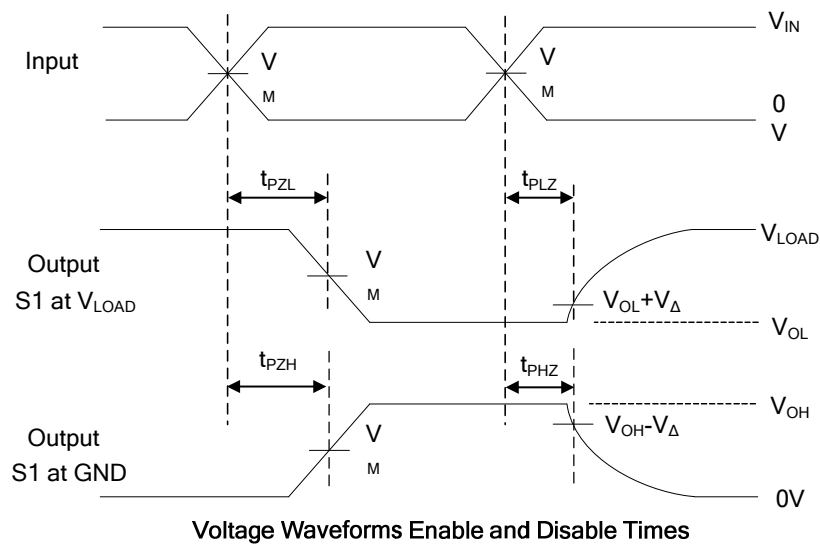 V_IN
Input
V
M
V
M
0
V
t_PZL
t_PLZ
V_LOAD
Output
S1 at V_LOAD
V
M
V_OL+V_Δ
V_OL
t_PZH
t_PHZ
V_OH
V_OH-V_Δ
Output
S1 at GND
V
M
0V
Voltage Waveforms Enable and Disable Times